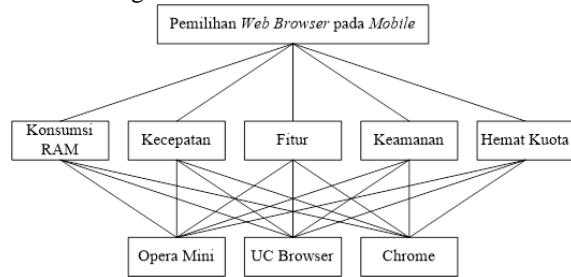 Pemilihan Web Browser pada Mobile
Konsumsi
RAM
Kecepatan
Fitur
Keamanan
Hemat Kuota
Opera Mini
UC Browser
Chrome